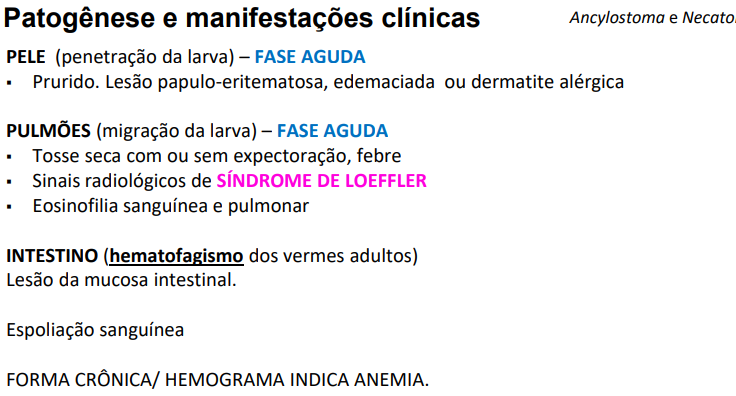 Patogênese e manifestações clínicas
Ancylostoma e Necato
PELE (penetração da larva) – FASE AGUDA
▪ Prurido. Lesão papulo-eritematosa, edemaciada ou dermatite alérgica
PULMÕES (migração da larva) – FASE AGUDA
▪ Tosse seca com ou sem expectoração, febre
▪ Sinais radiológicos de SÍNDROME DE LOEFFLER
▪ Eosinofilia sanguínea e pulmonar
INTESTINO (hematofagismo dos vermes adultos)
Lesão da mucosa intestinal.
Espoliação sanguínea
FORMA CRÔNICA/ HEMOGRAMA INDICA ANEMIA.